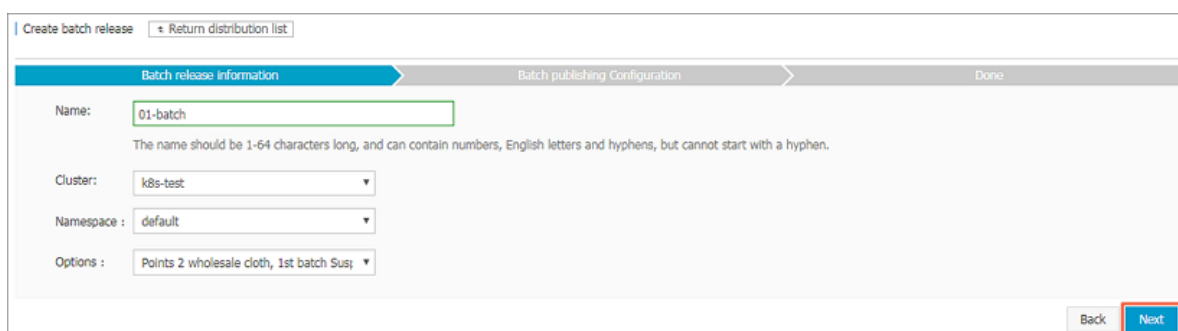 Create batch release Return distribution list
Batch release information Batch publishing Configuration Done
Name: 01-batch
The name should be 1-64 characters long, and can contain numbers, English letters and hyphens, but cannot start with a hyphen.
Cluster: k8s-test
Namespace : default
Options : Points 2 wholesale cloth, 1st batch
Back Next